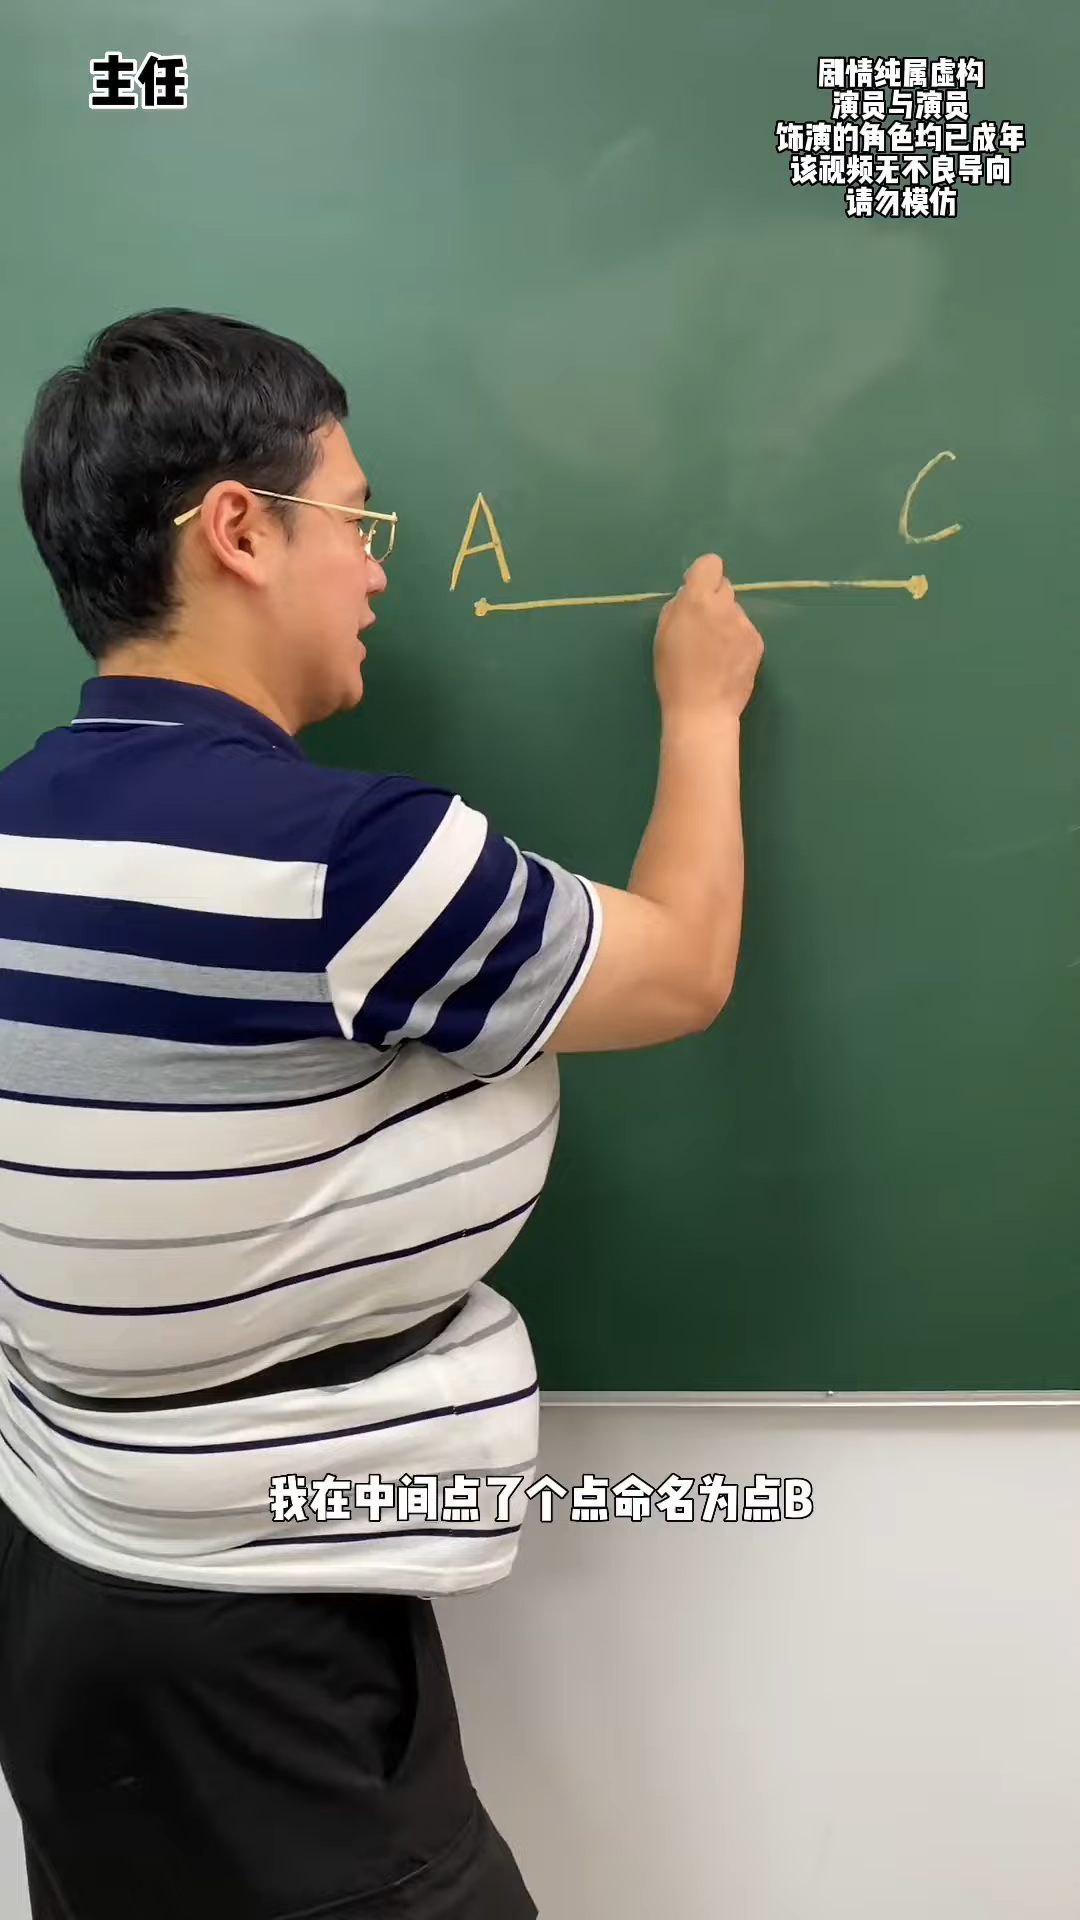 主任
剧情纯属虚构
演员与演员
饰演的角色均已成年
该视频无不良导向
请勿模仿
A
C
我在中间点了个点命名为点B